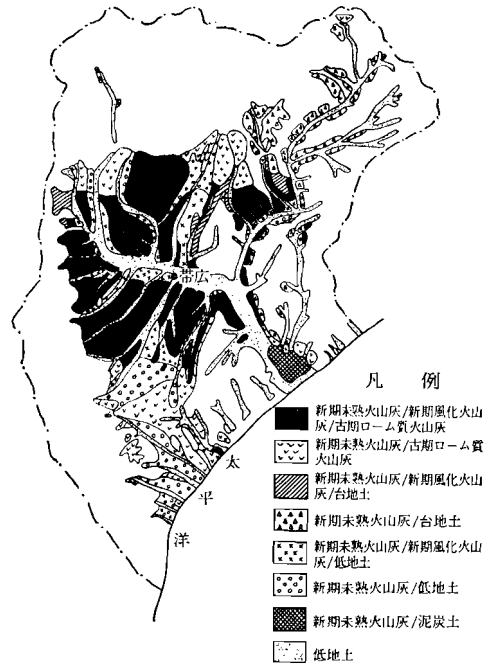 帯広
太
平
洋
凡例
新期未熟火山灰/新期風化火山
灰/古期ローム質火山灰
新期未熟火山灰/古期ローム質
火山灰
新期未熟火山灰/新期風化火山
灰/台地土
新期未熟火山灰/台地土
新期未熟火山灰/新期風化火山
灰/低地土
新期未熟火山灰/低地土
新期未熟火山灰/泥炭土
低地土